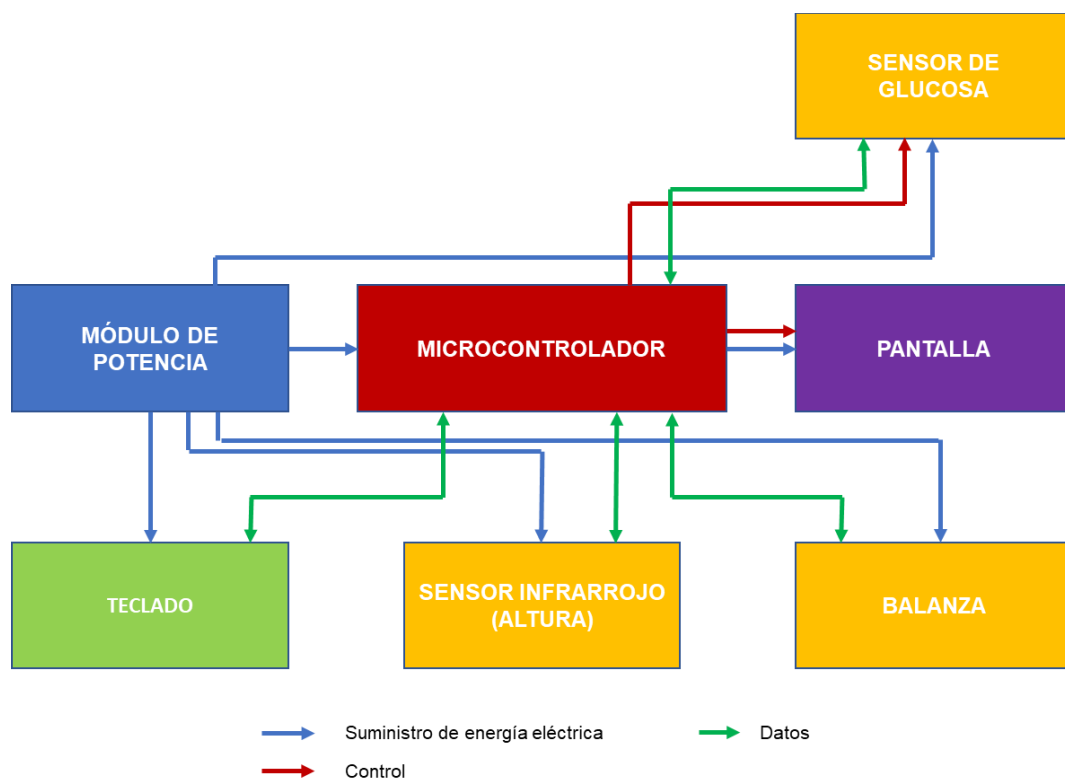 SENSOR DE
GLUCOSA
MÓDULO DE
POTENCIA
MICROCONTROLADOR
PANTALLA
TECLADO
SENSOR INFRARROJO
(ALTURA)
BALANZA
Suministro de energía eléctrica
Datos
Control